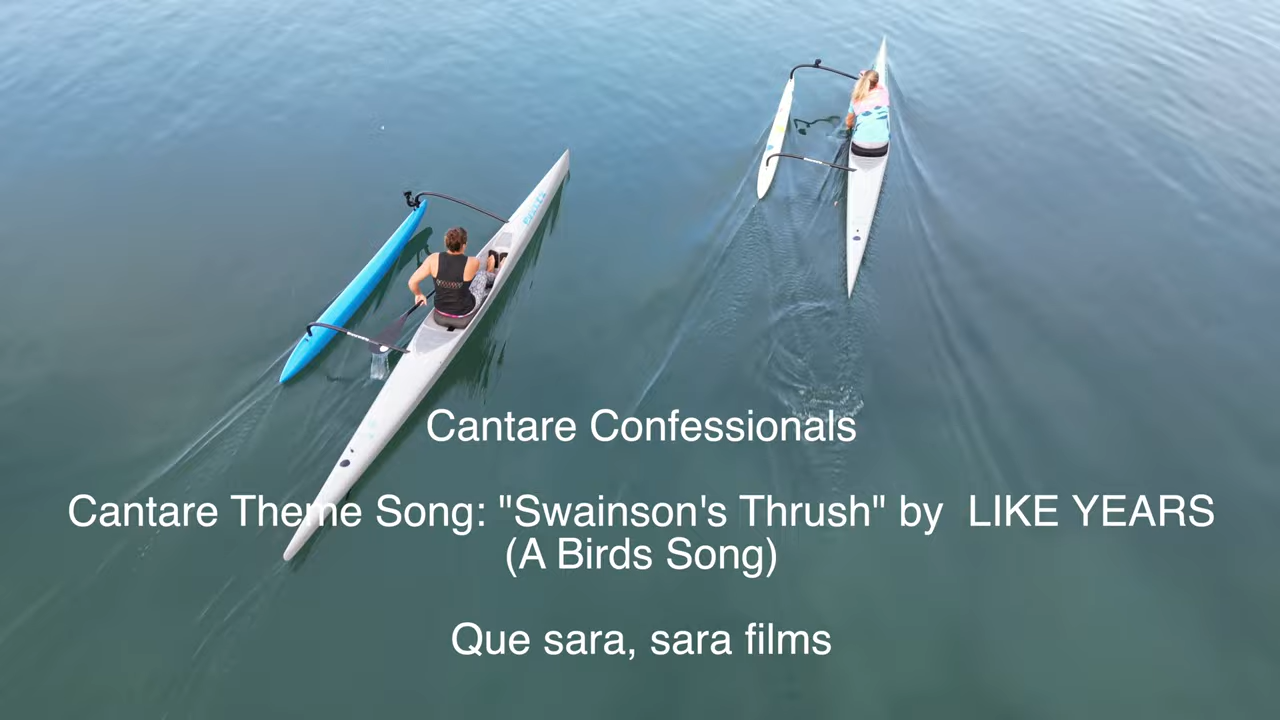 Cantare Confessionals
Cantare Theme Song: "Swainson's Thrush" by  LIKE YEARS
(A Birds Song)
Que sara, sara films